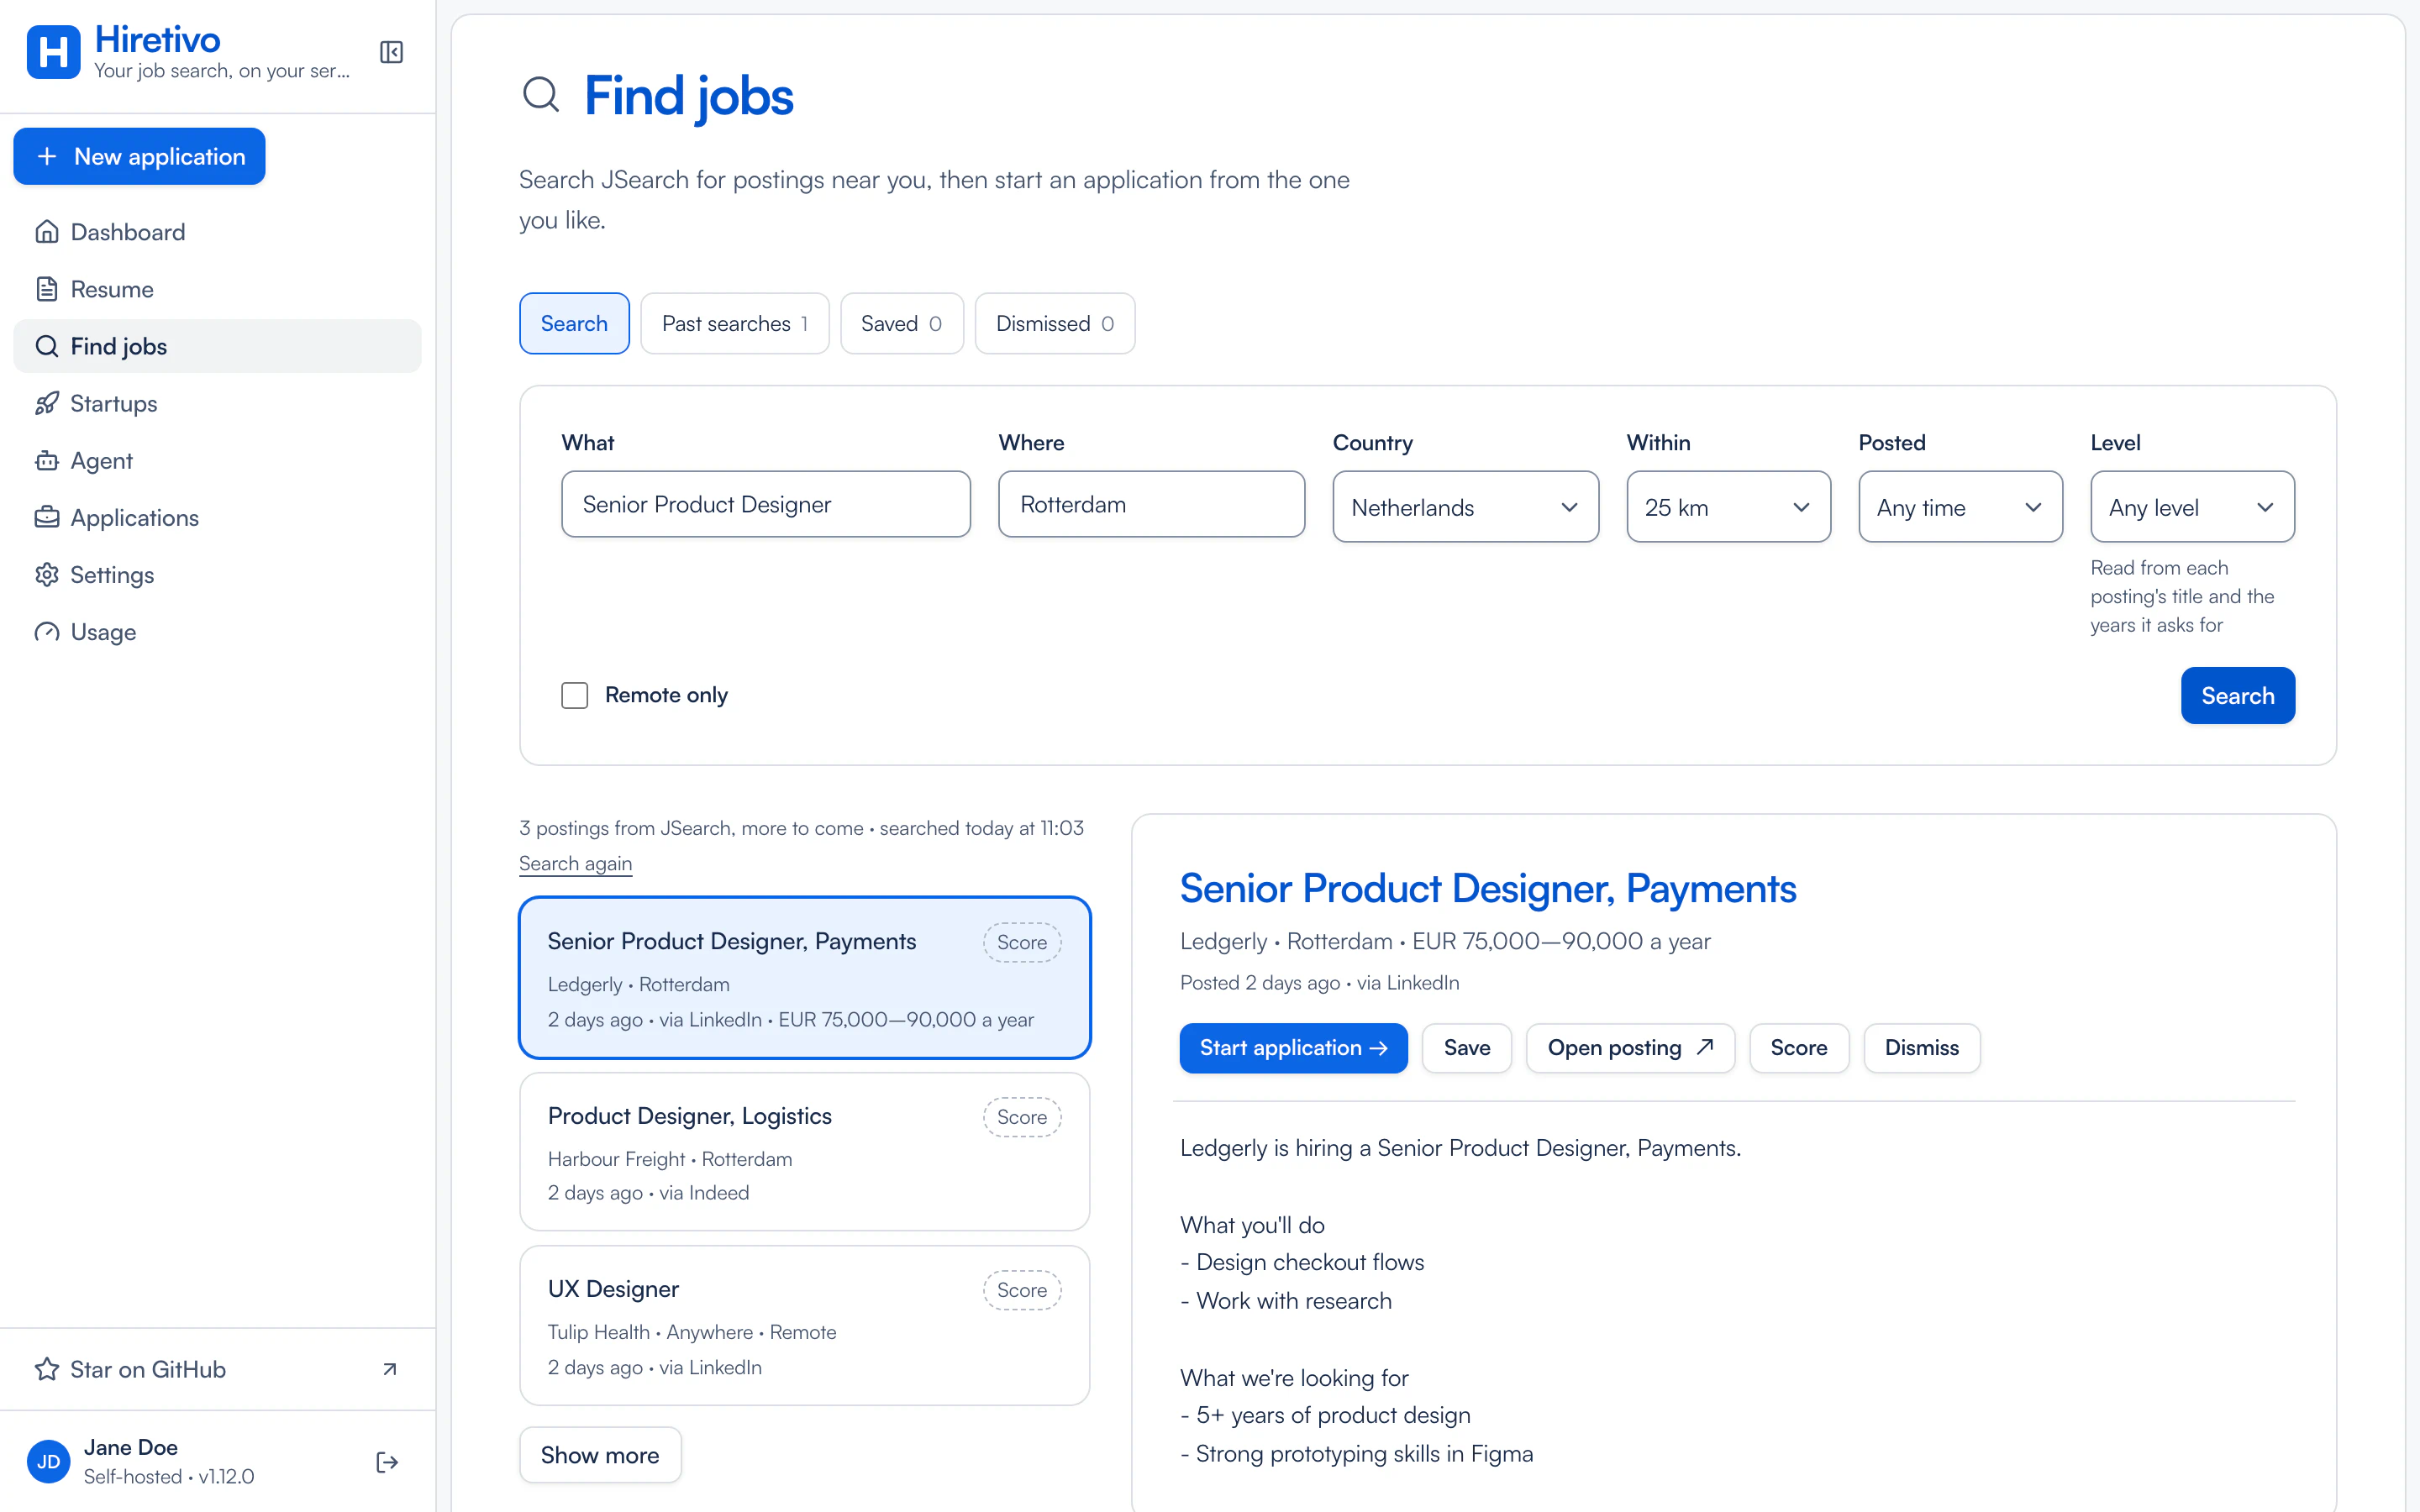 Hiretivo
Your job search, on your ser...
New application
Dashboard
Resume
Find jobs
Startups
Agent
Applications
Settings
Usage
Star on GitHub
JD
Jane Doe
Self-hosted • v1.12.0
Find jobs
Search JSearch for postings near you, then start an application from the one
you like.
Search
Past searches 1
Saved 0
Dismissed 0
What
Senior Product Designer
Where
Rotterdam
Country
Netherlands
Within
25 km
Posted
Any time
Level
Any level
Read from each
posting's title and the
years it asks for
Remote only
Search
3 postings from JSearch, more to come • searched today at 11:03
Search again
Senior Product Designer, Payments
Score
Ledgerly • Rotterdam
2 days ago • via LinkedIn • EUR 75,000—90,000 a year
Product Designer, Logistics
Score
Harbour Freight • Rotterdam
2 days ago • via Indeed
UX Designer
Score
Tulip Health • Anywhere • Remote
2 days ago • via LinkedIn
Show more
Senior Product Designer, Payments
Ledgerly • Rotterdam • EUR 75,000—90,000 a year
Posted 2 days ago • via LinkedIn
Start application →
Save
Open posting ↗
Score
Dismiss
Ledgerly is hiring a Senior Product Designer, Payments.
What you'll do
- Design checkout flows
- Work with research
What we're looking for
- 5+ years of product design
- Strong prototyping skills in Figma